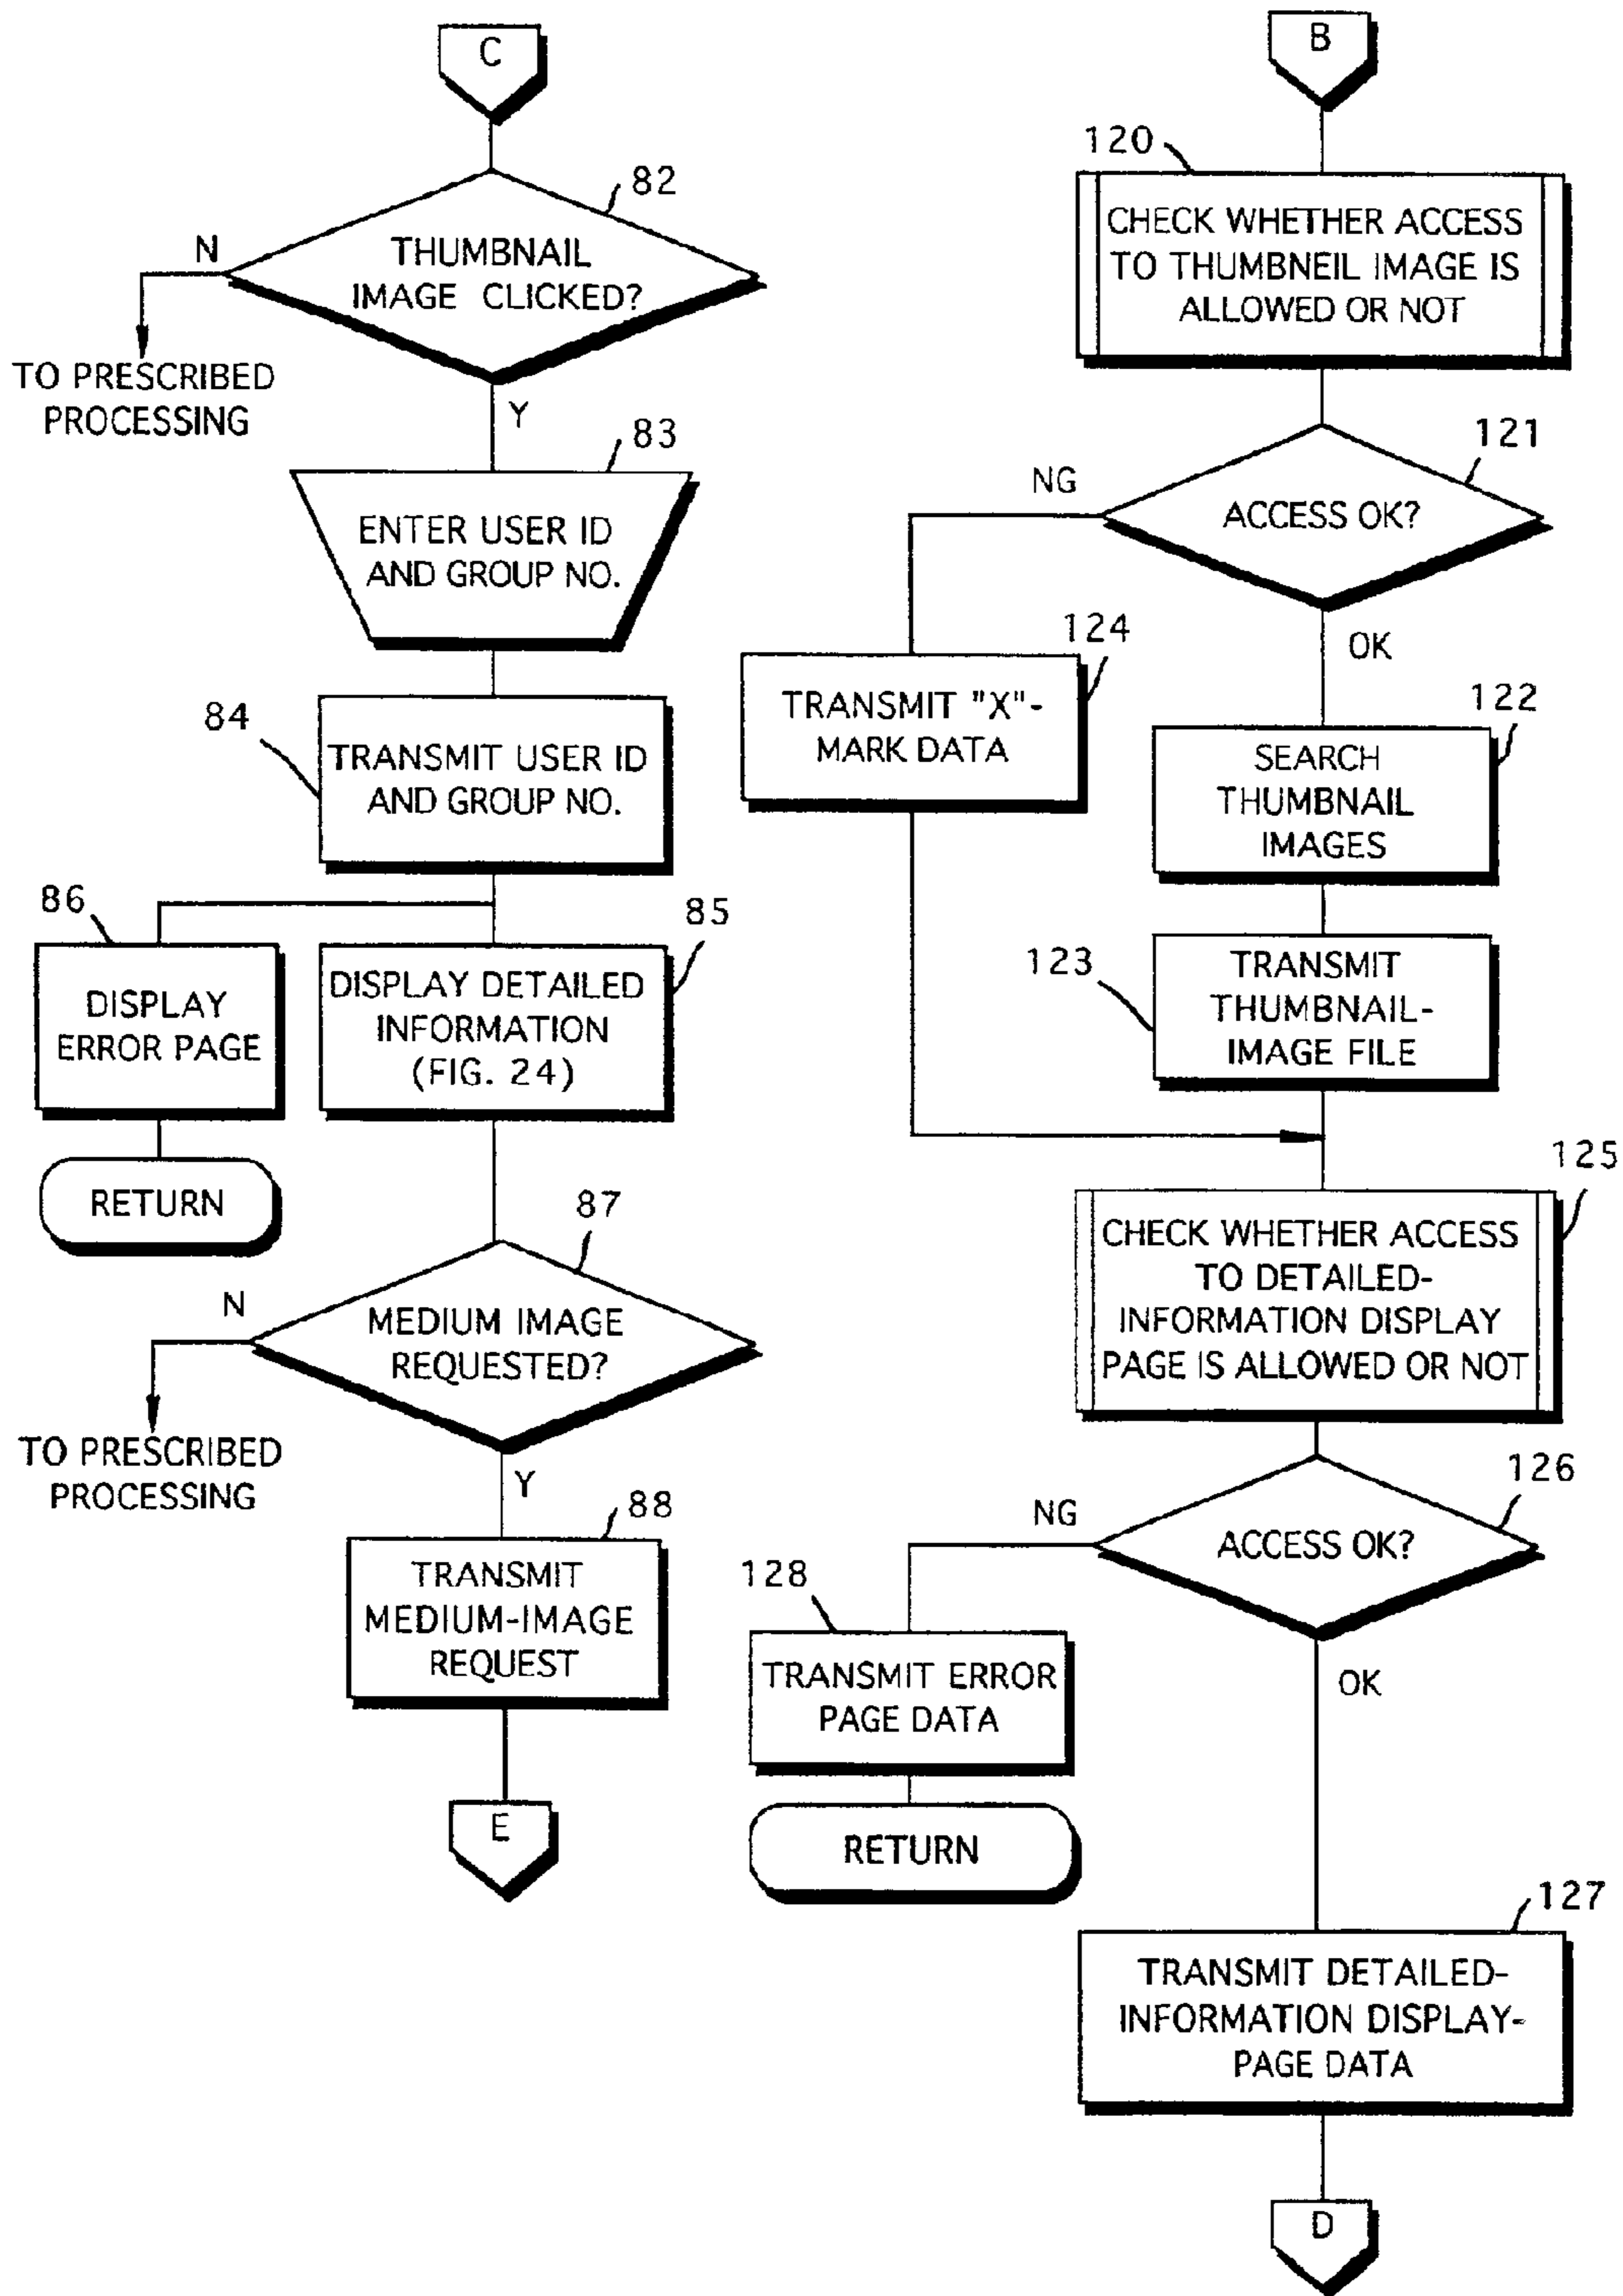 C
82
N
THUMBNAIL
IMAGE CLICKED?
TO PRESCRIBED
PROCESSING
Y
83
ENTER USER ID
AND GROUP NO.
84
TRANSMIT USER ID
AND GROUP NO.
86
DISPLAY
ERROR PAGE
RETURN
85
DISPLAY DETAILED
INFORMATION
(FIG. 24)
87
N
MEDIUM IMAGE
REQUESTED?
TO PRESCRIBED
PROCESSING
Y
88
TRANSMIT
MEDIUM-IMAGE
REQUEST
E
B
120
CHECK WHETHER ACCESS
TO THUMBNEIL IMAGE IS
ALLOWED OR NOT
121
NG
ACCESS OK?
OK
124
TRANSMIT "X"-
MARK DATA
122
SEARCH
THUMBNAIL
IMAGES
123
TRANSMIT
THUMBNAIL-
IMAGE FILE
125
CHECK WHETHER ACCESS
TO DETAILED-
INFORMATION DISPLAY
PAGE IS ALLOWED OR NOT
126
NG
ACCESS OK?
OK
128
TRANSMIT ERROR
PAGE DATA
RETURN
127
TRANSMIT DETAILED-
INFORMATION DISPLAY-
PAGE DATA
D